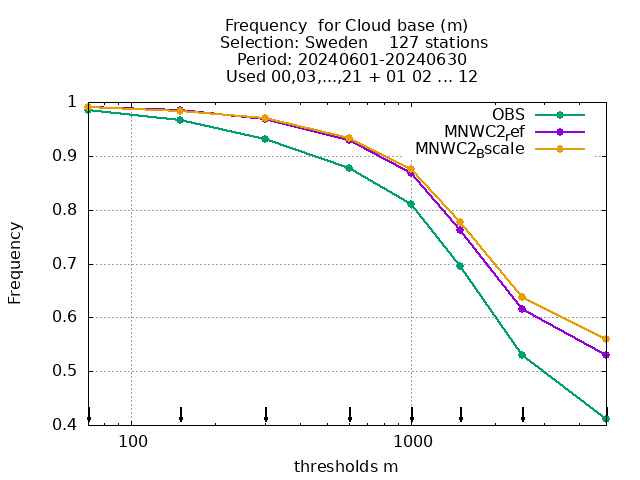 Frequency  for Cloud base (m)
Selection: Sweden    127 stations
Period: 20240601-20240630
Used 00,03,...,21 + 01 02 ... 12
OBS
MNWC2ref
MNWC2Bscale
1
0.9
0.8
0.7
0.6
0.5
0.4
Frequency
100
1000
thresholds m